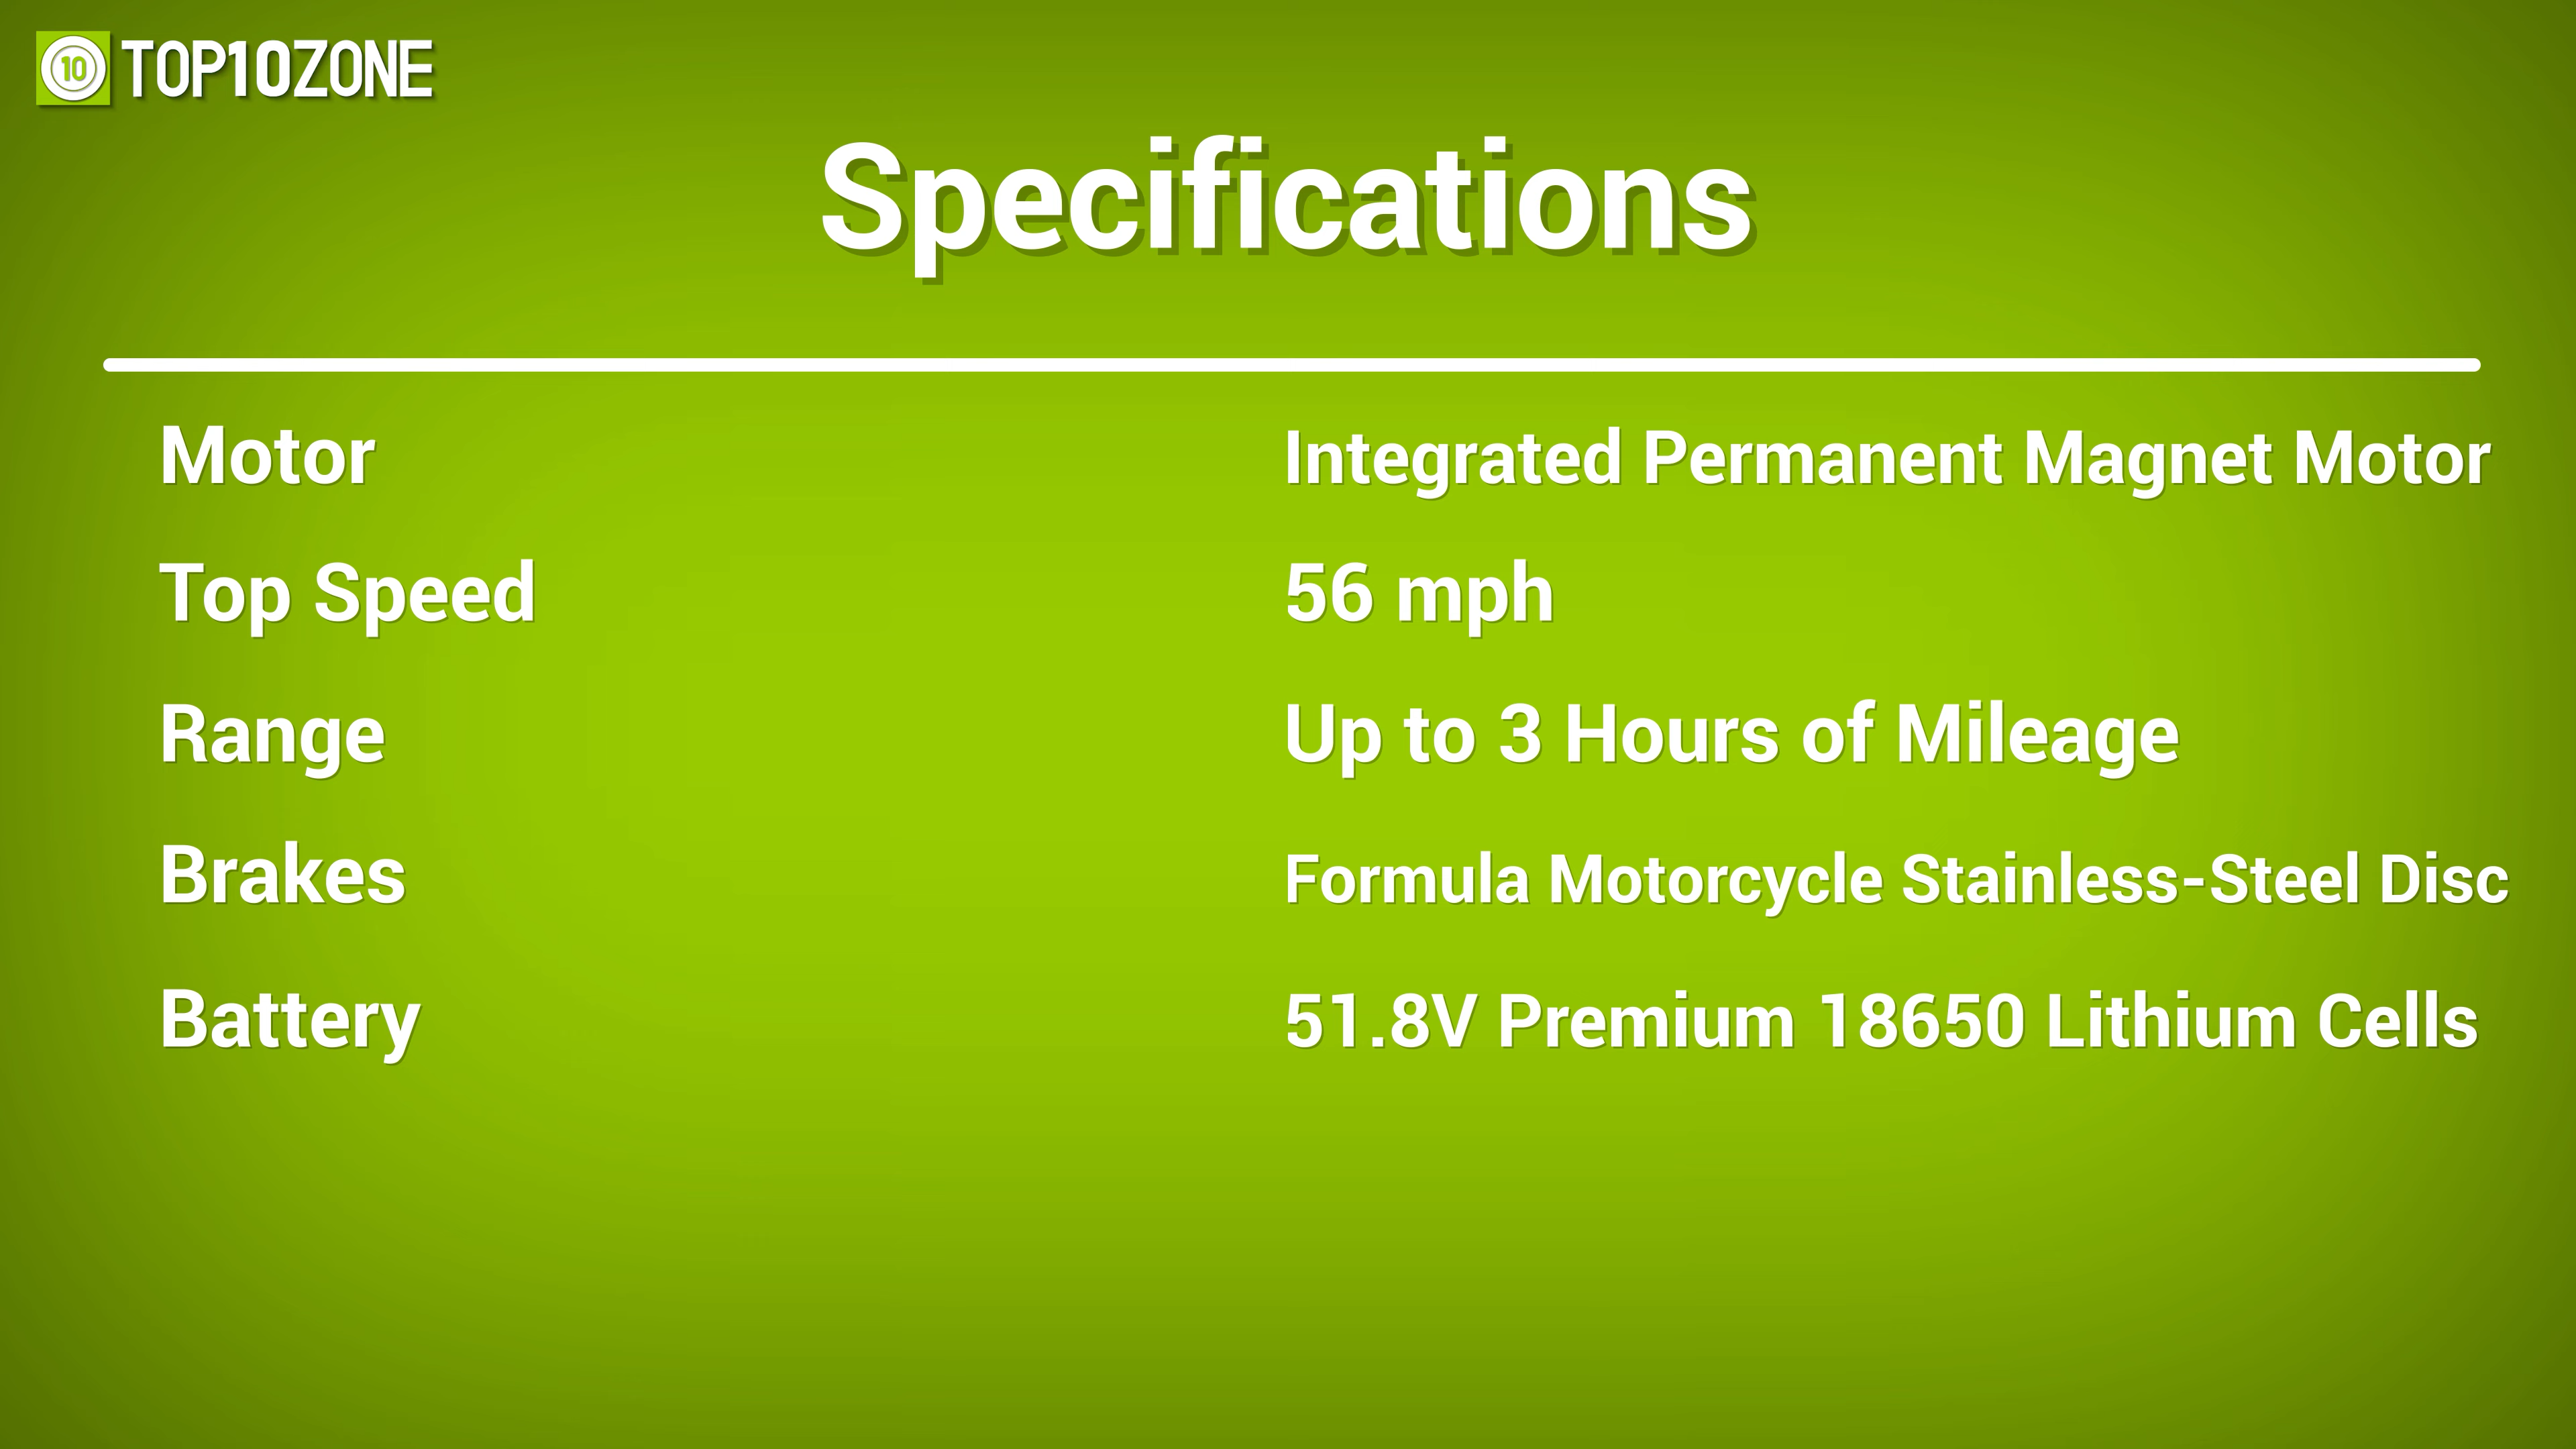 10 TOP10ZONE
Specifications
Motor Integrated Permanent Magnet Motor
Top Speed 56 mph
Range Up to 3 Hours of Mileage
Brakes Formula Motorcycle Stainless-Steel Disc
Battery 51.8V Premium 18650 Lithium Cells